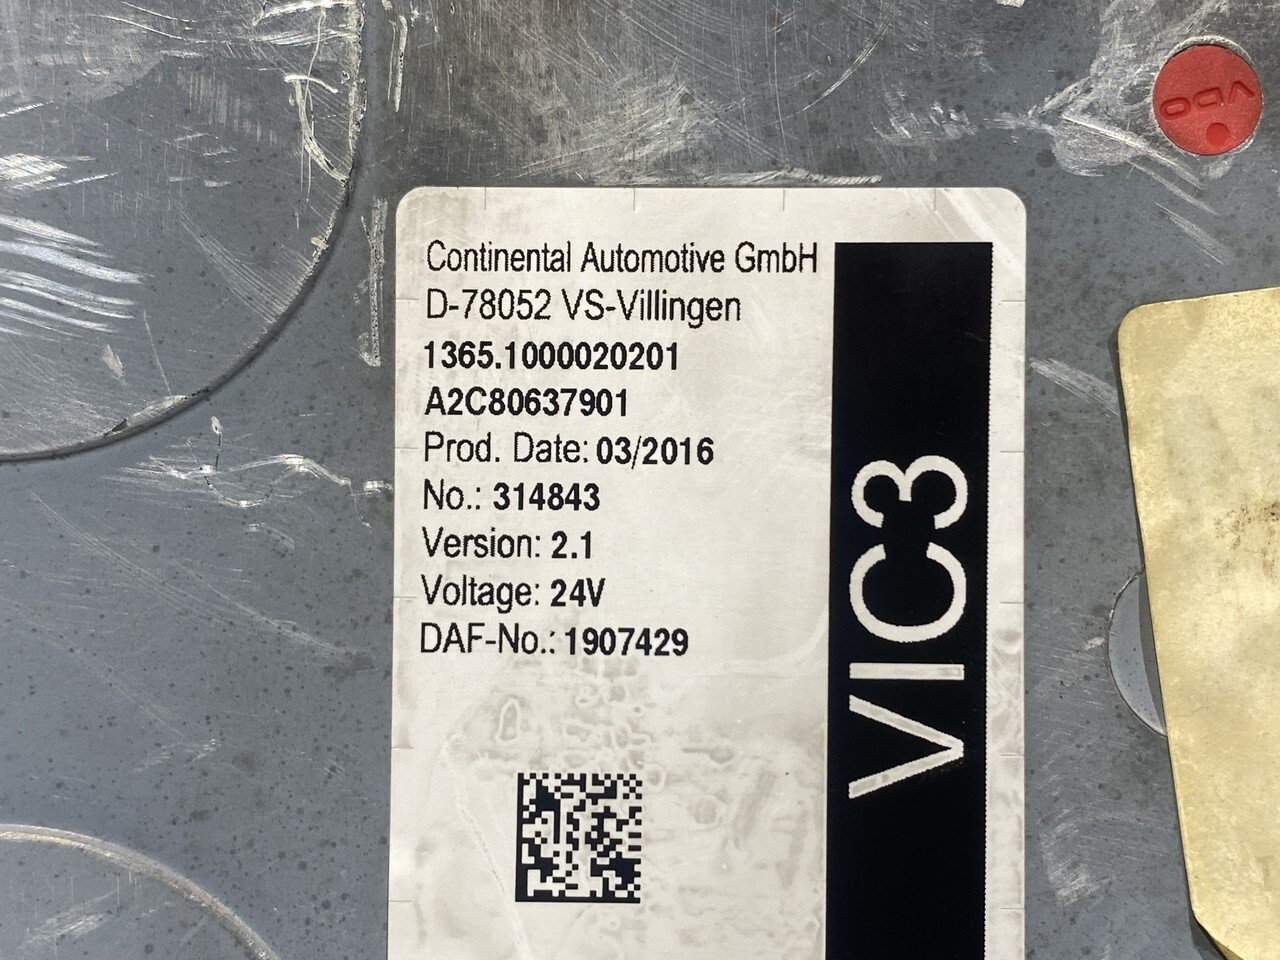 VDO
Continental Automotive GmbH
D-78052 VS-Villingen
1365.1000020201
A2C80637901
Prod. Date: 03/2016
No.: 314843
Version: 2.1
Voltage: 24V
DAF-No.: 1907429
VIC3